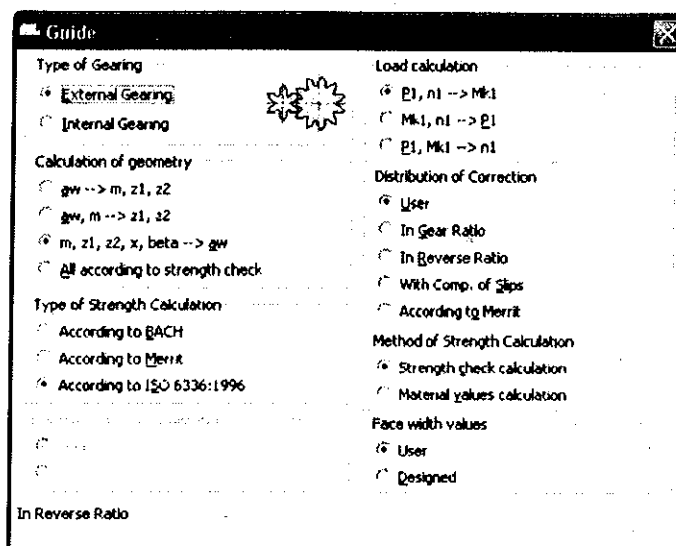 Guide
Type of Gearing
External Gearing
Internal Gearing
Calculation of geometry
aw --> m, z1, z2
aw, m --> z1, z2
m, z1, z2, x, beta --> aw
All according to strength check
Type of Strength Calculation
According to BACH
According to Merrit
According to ISO 6336:1996
Load calculation
P1, n1 --> Mk1
Mk1, n1 --> P1
P1, Mk1 --> n1
Distribution of Correction
User
In Gear Ratio
In Reverse Ratio
With Comp. of Slips
According to Merrit
Method of Strength Calculation
Strength check calculation
Material values calculation
Face width values
User
Designed
In Reverse Ratio